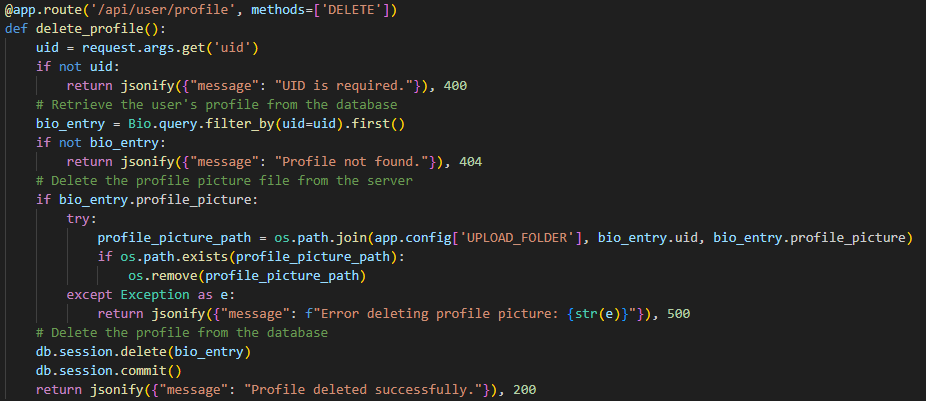 @app.route('/api/user/profile', methods=['DELETE'])
def delete_profile():
    uid = request.args.get('uid')
    if not uid:
        return jsonify({"message": "UID is required."}), 400
    # Retrieve the user's profile from the database
    bio_entry = Bio.query.filter_by(uid=uid).first()
    if not bio_entry:
        return jsonify({"message": "Profile not found."}), 404
    # Delete the profile picture file from the server
    if bio_entry.profile_picture:
        try:
            profile_picture_path = os.path.join(app.config['UPLOAD_FOLDER'], bio_entry.uid, bio_entry.profile_picture)
            if os.path.exists(profile_picture_path):
                os.remove(profile_picture_path)
        except Exception as e:
            return jsonify({"message": f"Error deleting profile picture: {str(e)}"}), 500
    # Delete the profile from the database
    db.session.delete(bio_entry)
    db.session.commit()
    return jsonify({"message": "Profile deleted successfully."}), 200